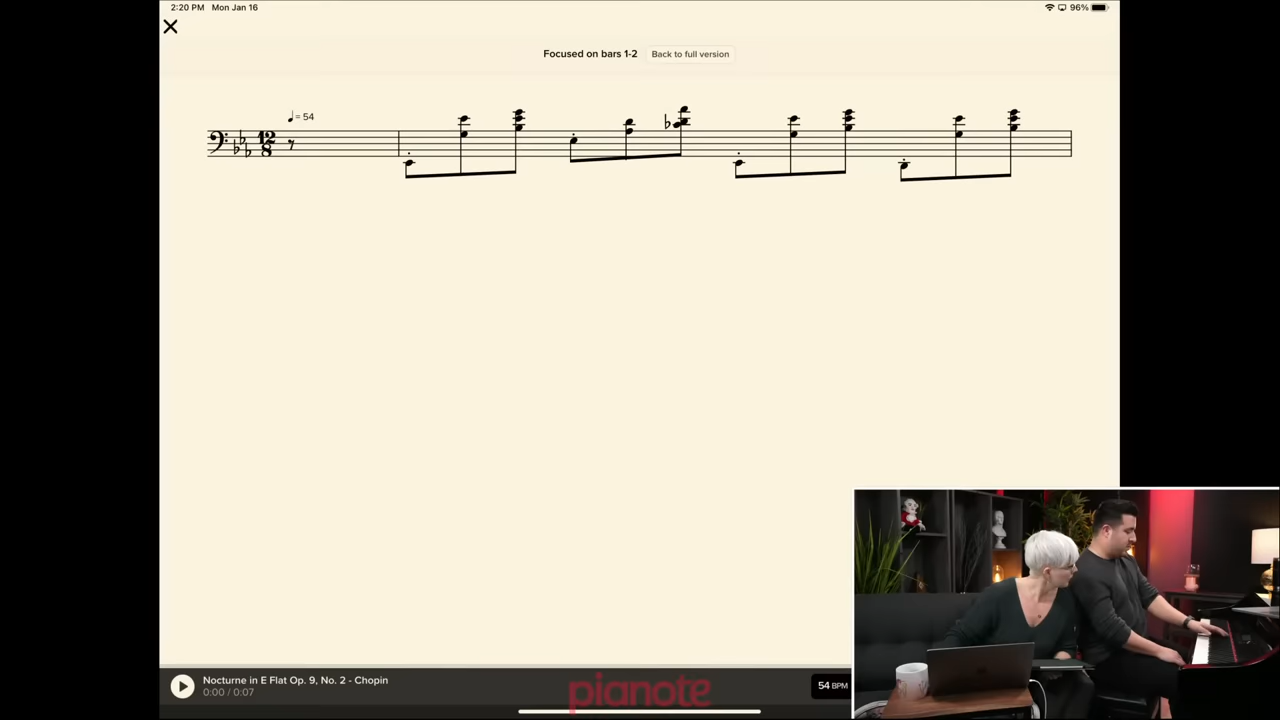 2:20 PM Mon Jan 16
96%
Focused on bars 1-2
Back to full version
= 54
12
8
Nocturne in E Flat Op. 9, No. 2 - Chopin
0:00 / 0:07
54 BPM
pianote